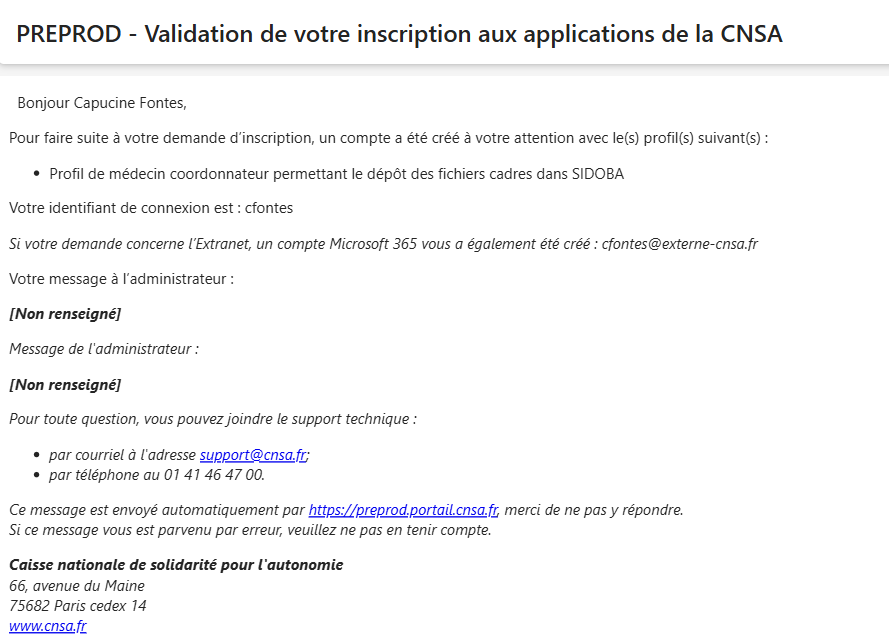 PREPROD - Validation de votre inscription aux applications de la CNSA
Bonjour Capucine Fontes,
Pour faire suite à votre demande d'inscription, un compte a été créé à votre attention avec le(s) profil(s) suivant(s) :
• Profil de médecin coordonnateur permettant le dépôt des fichiers cadres dans SIDOBA
Votre identifiant de connexion est : cfontes
Si votre demande concerne l'Extranet, un compte Microsoft 365 vous a également été créé : cfontes@externe-cnsa.fr
Votre message à l'administrateur :
[Non renseigné]
Message de l'administrateur :
[Non renseigné]
Pour toute question, vous pouvez joindre le support technique :
• par courriel à l'adresse support@cnsa.fr;
• par téléphone au 01 41 46 47 00.
Ce message est envoyé automatiquement par https://preprod.portail.cnsa.fr, merci de ne pas y répondre.
Si ce message vous est parvenu par erreur, veuillez ne pas en tenir compte.
Caisse nationale de solidarité pour l'autonomie
66, avenue du Maine
75682 Paris cedex 14
www.cnsa.fr